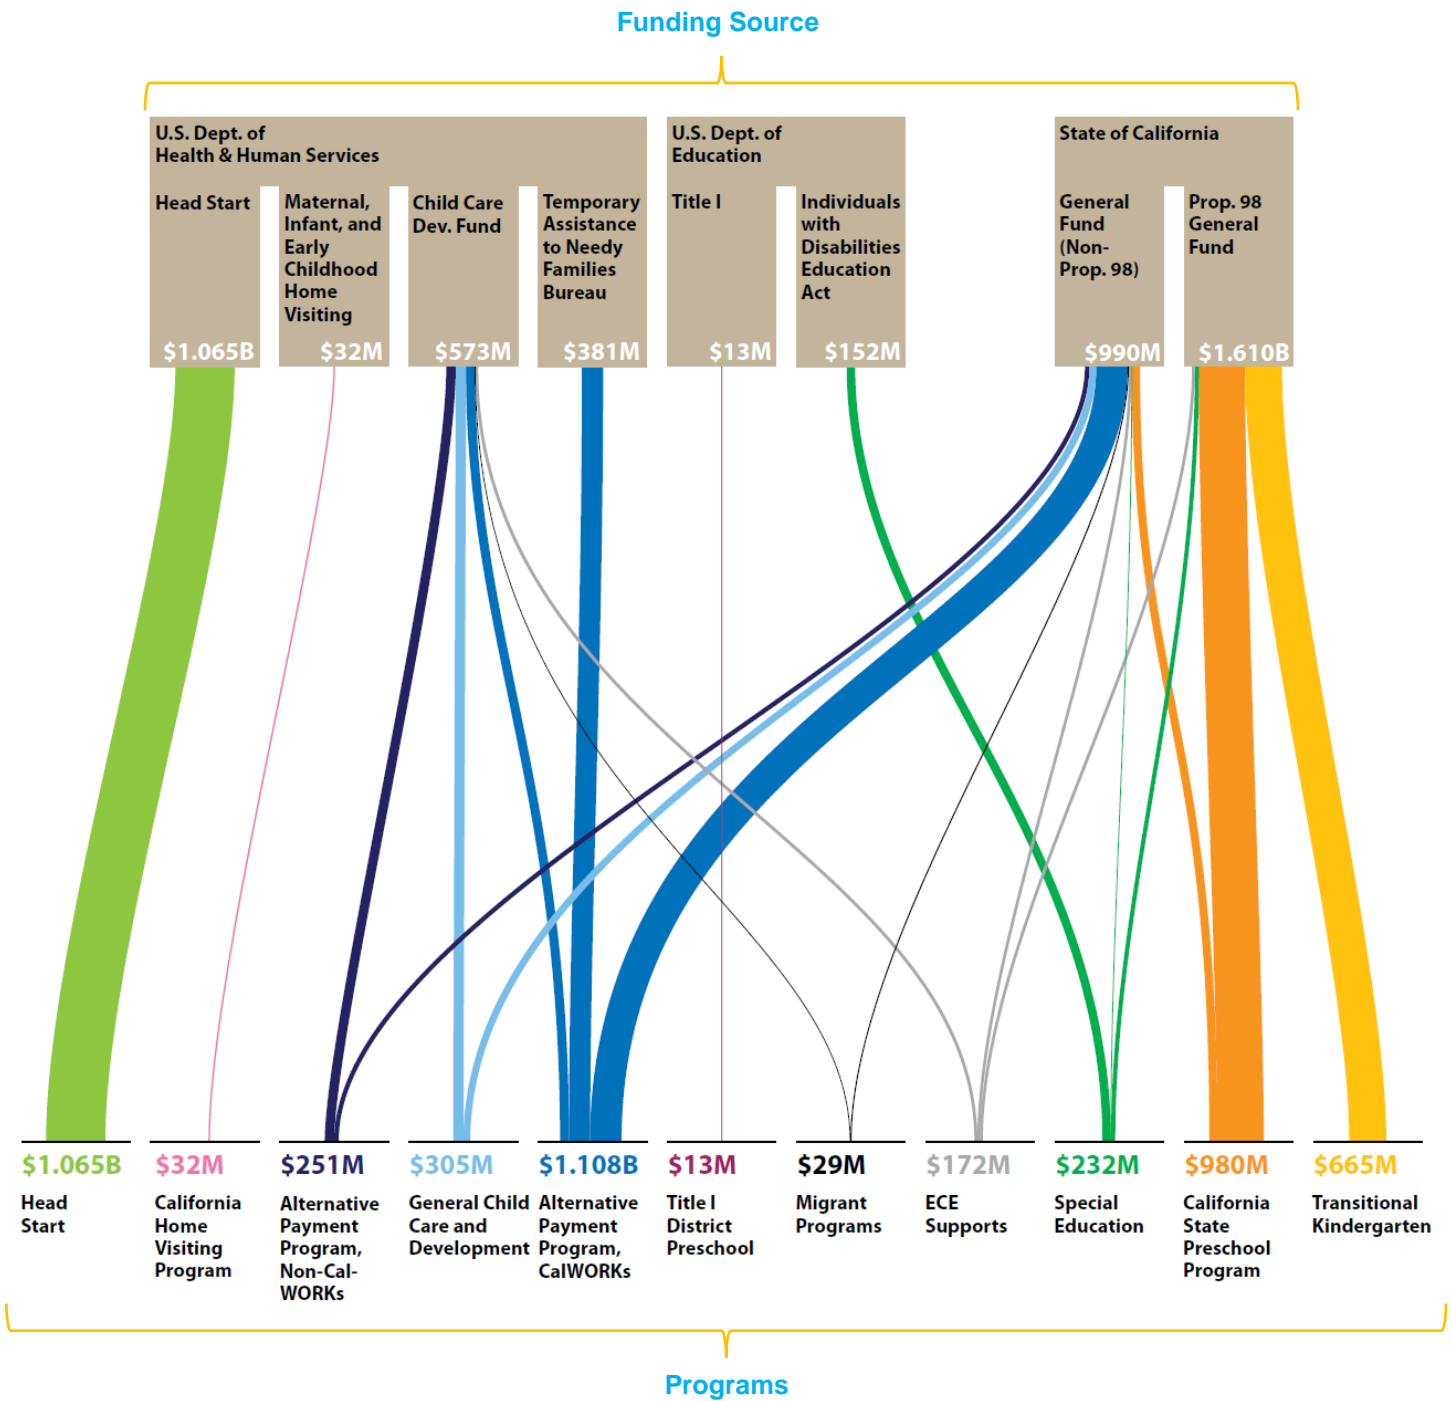 Funding Source
U.S. Dept. of
Health & Human Services
Head Start
$1.065B
Maternal,
Infant, and
Early
Childhood
Home
Visiting
$32M
Child Care
Dev. Fund
$573M
Temporary
Assistance
to Needy
Families
Bureau
$381M
U.S. Dept. of
Education
Title I
$13M
Individuals
with
Disabilities
Education
Act
$152M
State of California
General
Fund
(Non-
Prop. 98)
$990M
Prop. 98
General
Fund
$1.610B
$1.065B
Head
Start
$32M
California
Home
Visiting
Program
$251M
Alternative
Payment
Program,
Non-Cal-
WORKs
$305M
General Child
Care and
Development
$1.108B
Alternative
Payment
Program,
CalWORKs
$13M
Title I
District
Preschool
$29M
Migrant
Programs
$172M
ECE
Supports
$232M
Special
Education
$980M
California
State
Preschool
Program
$665M
Transitional
Kindergarten
Programs